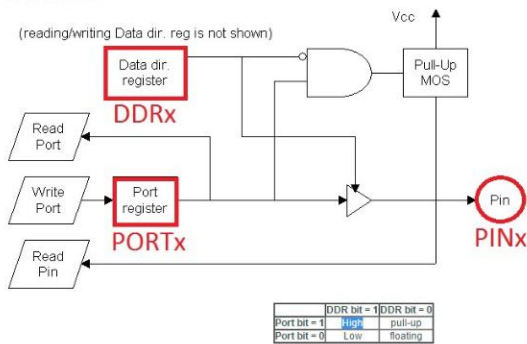 (reading/writing Data dir. reg is not shown)
Vcc
Data dir.
register
DDRx
Pull-Up
MOS
Read
Port
Write
Port
Port
register
PORTx
Pin
PINx
Read
Pin
DDR bit = 1 DDR bit = 0
Port bit = 1 High pull-up
Port bit = 0 Low floating